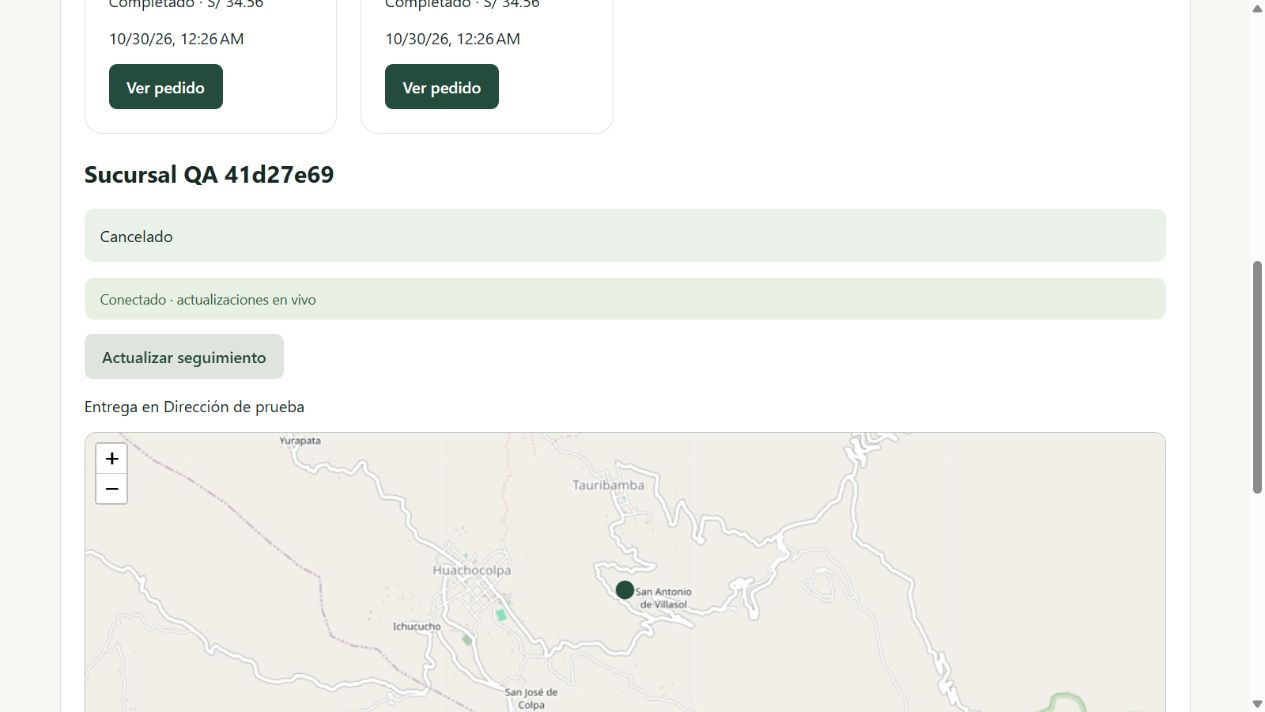 Completado · S/ 34.56
Completado · S/ 34.56
10/30/26, 12:26 AM
10/30/26, 12:26 AM
Ver pedido
Ver pedido
Sucursal QA 41d27e69
Cancelado
Conectado · actualizaciones en vivo
Actualizar seguimiento
Entrega en Dirección de prueba
+
−
Yurapata
Tauribamba
Huachocolpa
San Antonio
de Villasol
Ichucucho
San José de
Colpa